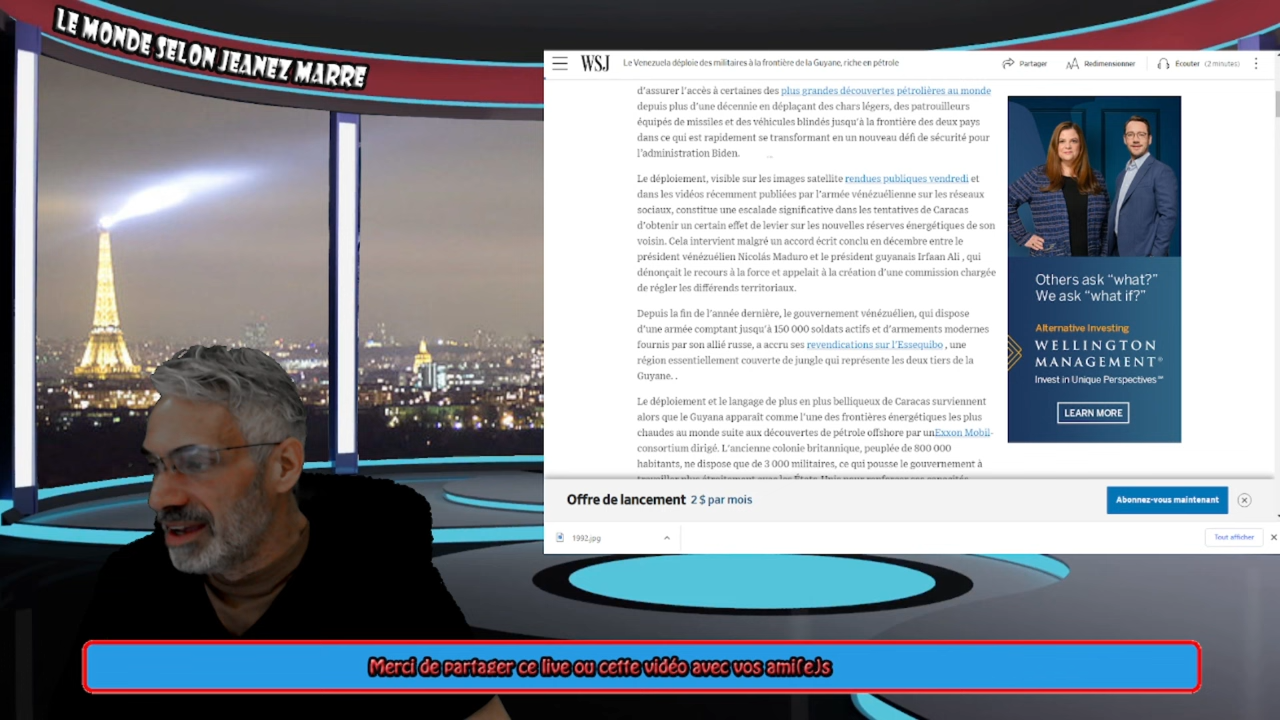 LE MONDE SELON JEANEZ MARRE
WSJ
Le Venezuela déploie des militaires à la frontière de la Guyane, riche en pétrole
Partager
Redimensionner
Ecouter (2 minutes)
d'assurer l'accès à certaines des plus grandes découvertes pétrolières au monde
depuis plus d'une décennie en déplaçant des chars légers, des patrouilleurs
équipés de missiles et des véhicules blindés jusqu'à la frontière des deux pays
dans ce qui est rapidement se transformant en un nouveau défi de sécurité pour
l'administration Biden.
Le déploiement, visible sur les images satellite rendues publiques vendredi et
dans les vidéos récemment publiées par l'armée vénézuélienne sur les réseaux
sociaux, constitue une escalade significative dans les tentatives de Caracas
d'obtenir un certain effet de levier sur les nouvelles réserves énergétiques de son
voisin. Cela intervient malgré un accord écrit conclu en décembre entre le
président vénézuélien Nicolás Maduro et le président guyanais Irfaan Ali , qui
dénonçait le recours à la force et appelait à la création d'une commission chargée
de régler les différends territoriaux.
Depuis la fin de l'année dernière, le gouvernement vénézuélien, qui dispose
d'une armée comptant jusqu'à 150 000 soldats actifs et d'armements modernes
fournis par son allié russe, a accru ses revendications sur l'Essequibo , une
région essentiellement couverte de jungle qui représente les deux tiers de la
Guyane. .
Le déploiement et le langage de plus en plus belliqueux de Caracas surviennent
alors que le Guyana apparaît comme l'une des frontières énergétiques les plus
chaudes au monde suite aux découvertes de pétrole offshore par unExxon Mobil-
consortium dirigé. L'ancienne colonie britannique, peuplée de 800 000
habitants, ne dispose que de 3 000 militaires, ce qui pousse le gouvernement à
Others ask "what?"
We ask "what if?"
Alternative Investing
WELLINGTON
MANAGEMENT®
Invest in Unique Perspectives℠
LEARN MORE
Offre de lancement 2 $ par mois
Abonnez-vous maintenant
1992.jpg
Tout afficher
Merci de partager ce live ou cette vidéo avec vos ami(e)s